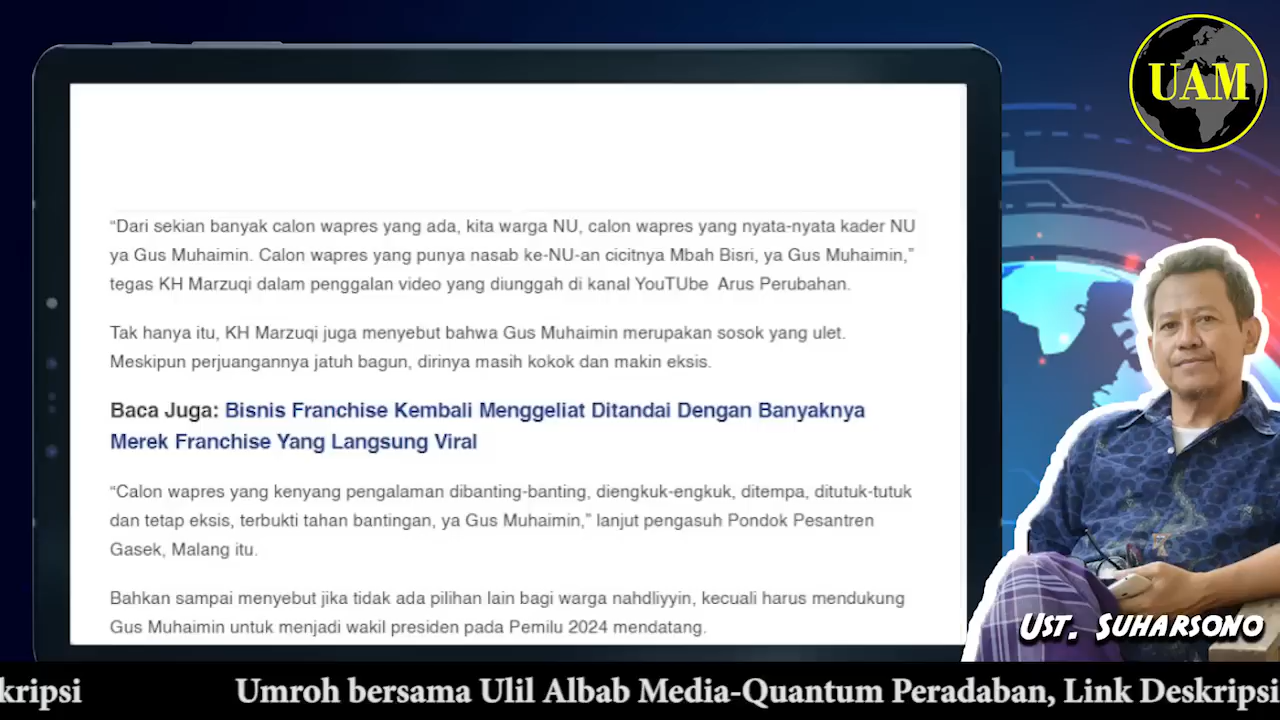 UAM
“Dari sekian banyak calon wapres yang ada, kita warga NU, calon wapres yang nyata-nyata kader NU
ya Gus Muhaimin. Calon wapres yang punya nasab ke-NU-an cicitnya Mbah Bisri, ya Gus Muhaimin,”
tegas KH Marzuqi dalam penggalan video yang diunggah di kanal YouTUbe Arus Perubahan.
Tak hanya itu, KH Marzuqi juga menyebut bahwa Gus Muhaimin merupakan sosok yang ulet.
Meskipun perjuangannya jatuh bagun, dirinya masih kokok dan makin eksis.
Baca Juga: Bisnis Franchise Kembali Menggeliat Ditandai Dengan Banyaknya
Merek Franchise Yang Langsung Viral
“Calon wapres yang kenyang pengalaman dibanting-banting, diengkuk-engkuk, ditempa, ditutuk-tutuk
dan tetap eksis, terbukti tahan bantingan, ya Gus Muhaimin,” lanjut pengasuh Pondok Pesantren
Gasek, Malang itu.
Bahkan sampai menyebut jika tidak ada pilihan lain bagi warga nahdliyyin, kecuali harus mendukung
Gus Muhaimin untuk menjadi wakil presiden pada Pemilu 2024 mendatang.
UST. SUHARSONO
kripsi Umroh bersama Ulil Albab Media-Quantum Peradaban, Link Deskripsi